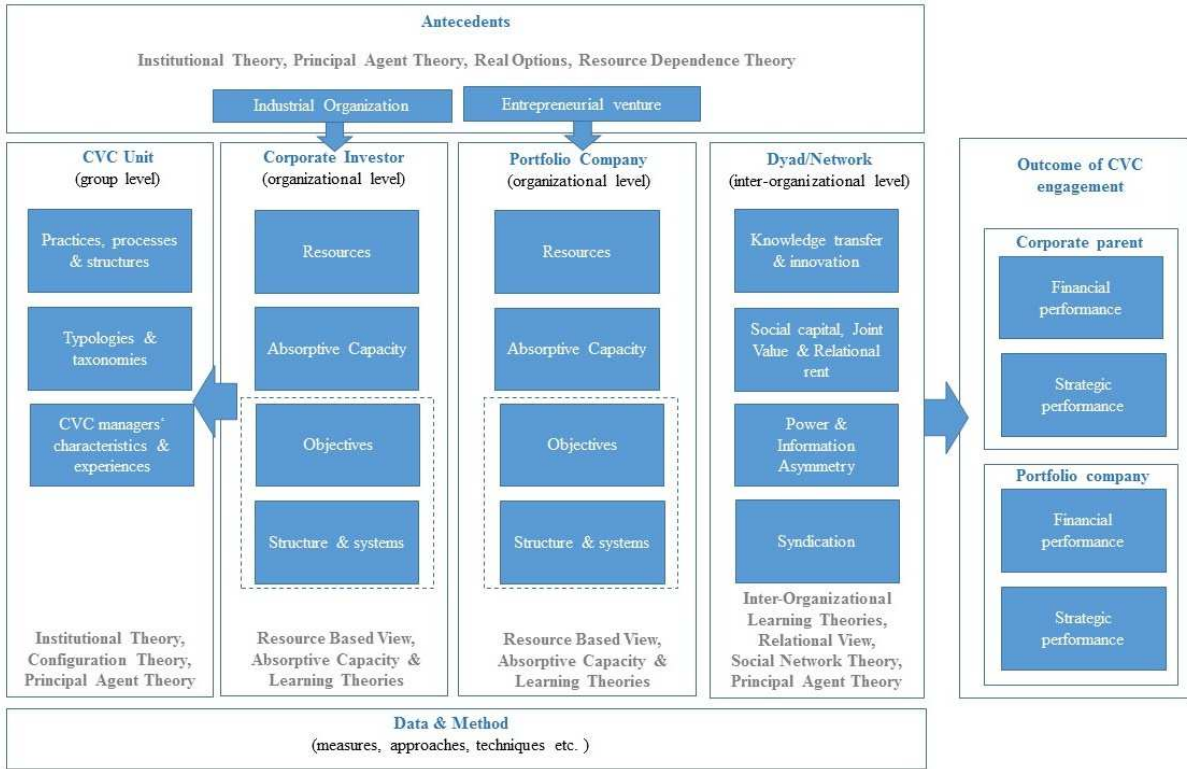 Antecedents
Institutional Theory, Principal Agent Theory, Real Options, Resource Dependence Theory
Industrial Organization
Entrepreneurial venture
CVC Unit
(group level)
Practices, processes
& structures
Typologies &
taxonomies
CVC managers‘
characteristics &
experiences
Institutional Theory,
Configuration Theory,
Principal Agent Theory
Corporate Investor
(organizational level)
Resources
Absorptive Capacity
Objectives
Structure & systems
Resource Based View,
Absorptive Capacity &
Learning Theories
Portfolio Company
(organizational level)
Resources
Absorptive Capacity
Objectives
Structure & systems
Resource Based View,
Absorptive Capacity &
Learning Theories
Dyad/Network
(inter-organizational level)
Knowledge transfer
& innovation
Social capital, Joint
Value & Relational
rent
Power &
Information
Asymmetry
Syndication
Inter-Organizational
Learning Theories,
Relational View,
Social Network Theory,
Principal Agent Theory
Outcome of CVC
engagement
Corporate parent
Financial
performance
Strategic
performance
Portfolio company
Financial
performance
Strategic
performance
Data & Method
(measures, approaches, techniques etc. )